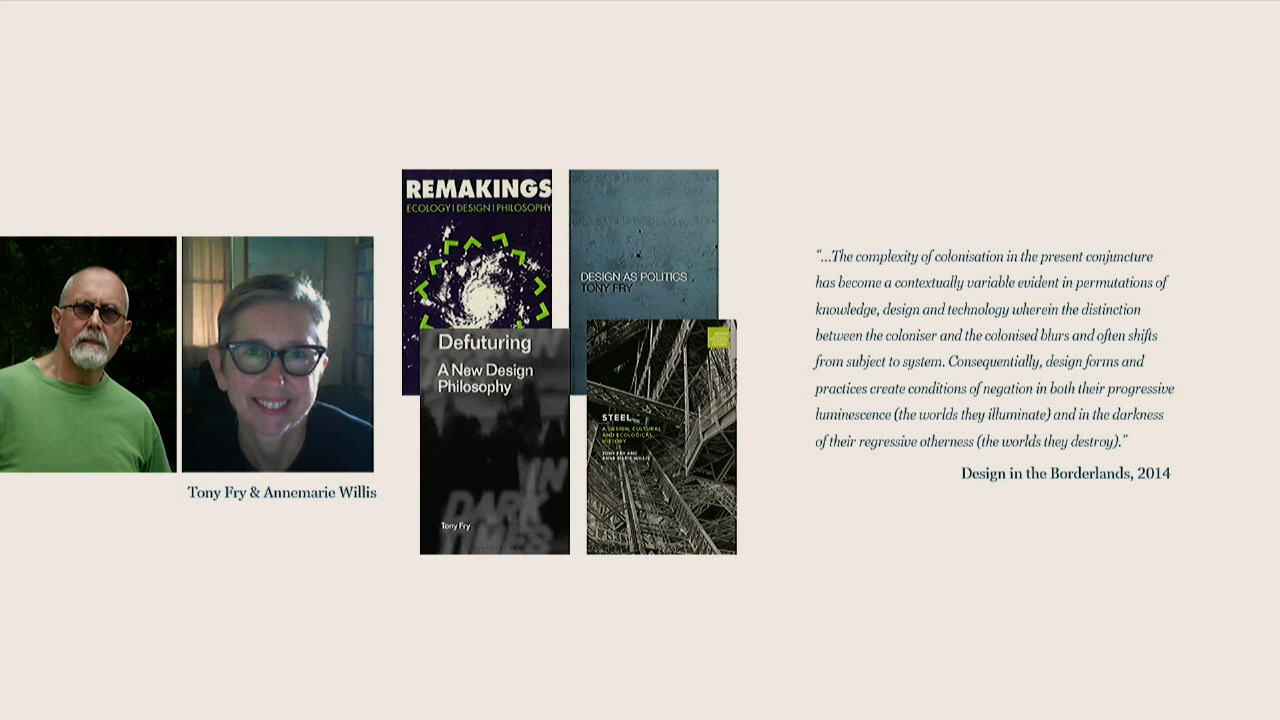 REMAKINGS
ECOLOGY | DESIGN | PHILOSOPHY
DESIGN AS POLITICS
TONY FRY
Defuturing
A New Design
Philosophy
IN
DARK
TIMES
Tony Fry
STEEL
A DESIGN, CULTURAL
AND ECOLOGICAL
HISTORY
TONY FRY AND
ANNE-MARIE WILLIS
Tony Fry & Annemarie Willis
“...The complexity of colonisation in the present conjuncture
has become a contextually variable evident in permutations of
knowledge, design and technology wherein the distinction
between the coloniser and the colonised blurs and often shifts
from subject to system. Consequentially, design forms and
practices create conditions of negation in both their progressive
luminescence (the worlds they illuminate) and in the darkness
of their regressive otherness (the worlds they destroy).”
Design in the Borderlands, 2014